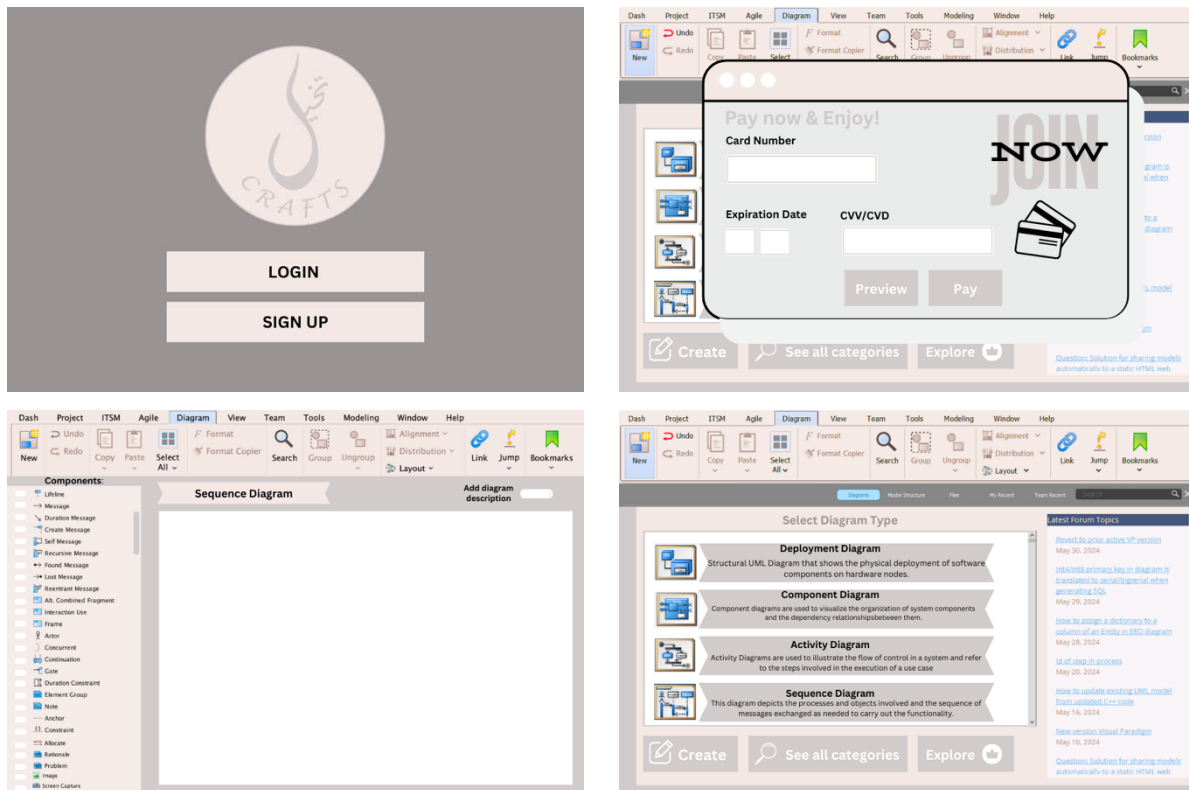 تخيل
CRAFTS
LOGIN
SIGN UP
Dash Project ITSM Agile Diagram View Team Tools Modeling Window Help
Undo Format Alignment
Redo Format Copier Distribution
New Copy Paste Select Search Group Ungroup Link Jump Bookmarks
Pay now & Enjoy!
Card Number
JOIN
NOW
Expiration Date CVV/CVD
Preview Pay
Create See all categories Explore
Question: Solution for sharing models
automatically to a static HTML web
Dash Project ITSM Agile Diagram View Team Tools Modeling Window Help
Undo Format Alignment
Redo Format Copier Distribution
New Copy Paste Select All Search Group Ungroup Layout Link Jump Bookmarks
Components:
Sequence Diagram
Add diagram
description
Lifeline
Message
Duration Message
Create Message
Self Message
Recursive Message
Found Message
Lost Message
Reentrant Message
Alt. Combined Fragment
Interaction Use
Frame
Actor
Concurrent
Continuation
Gate
Duration Constraint
Element Group
Note
Anchor
Constraint
Allocate
Rationale
Problem
Image
Screen Capture
Dash Project ITSM Agile Diagram View Team Tools Modeling Window Help
Undo Format Alignment
Redo Format Copier Distribution
New Copy Paste Select All Search Group Ungroup Layout Link Jump Bookmarks
Diagrams Model Structure Files My Recent Team Recent Search
Select Diagram Type
Deployment Diagram
Structural UML Diagram that shows the physical deployment of software
components on hardware nodes.
Component Diagram
Component diagrams are used to visualize the organization of system components
and the dependency relationshipsbetween them.
Activity Diagram
Activity Diagrams are used to illustrate the flow of control in a system and refer
to the steps involved in the execution of a use case
Sequence Diagram
This diagram depicts the processes and objects involved and the sequence of
messages exchanged as needed to carry out the functionality.
Create See all categories Explore
Latest Forum Topics
Revert to prior active VP version
May 30, 2024
Int4/int8 primary key in diagram is
translated to serial/bigserial when
generating SQL
May 29, 2024
How to assign a dictionary to a
column of an Entity in ERD diagram
May 28, 2024
Id of step in process
May 20, 2024
How to update existing UML model
from updated C++ code
May 16, 2024
New version Visual Paradigm
May 10, 2024
Question: Solution for sharing models
automatically to a static HTML web